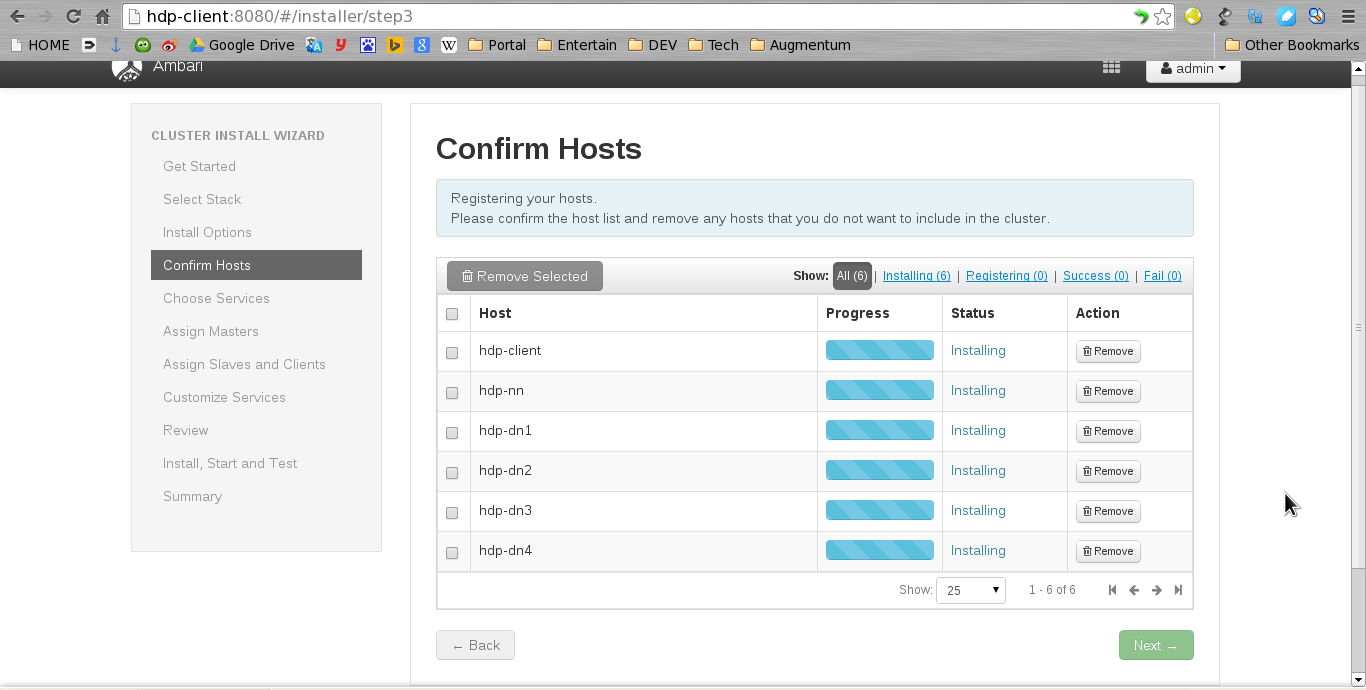 hdp-client:8080/#/installer/step3
HOME Google Drive y 8 W Portal Entertain DEV Tech Augmentum Other Bookmarks
Ambari admin
CLUSTER INSTALL WIZARD
Get Started
Select Stack
Install Options
Confirm Hosts
Choose Services
Assign Masters
Assign Slaves and Clients
Customize Services
Review
Install, Start and Test
Summary
Confirm Hosts
Registering your hosts.
Please confirm the host list and remove any hosts that you do not want to include in the cluster.
Remove Selected Show: All (6) | Installing (6) | Registering (0) | Success (0) | Fail (0)
Host Progress Status Action
hdp-client Installing Remove
hdp-nn Installing Remove
hdp-dn1 Installing Remove
hdp-dn2 Installing Remove
hdp-dn3 Installing Remove
hdp-dn4 Installing Remove
Show: 25 1 - 6 of 6
← Back Next →